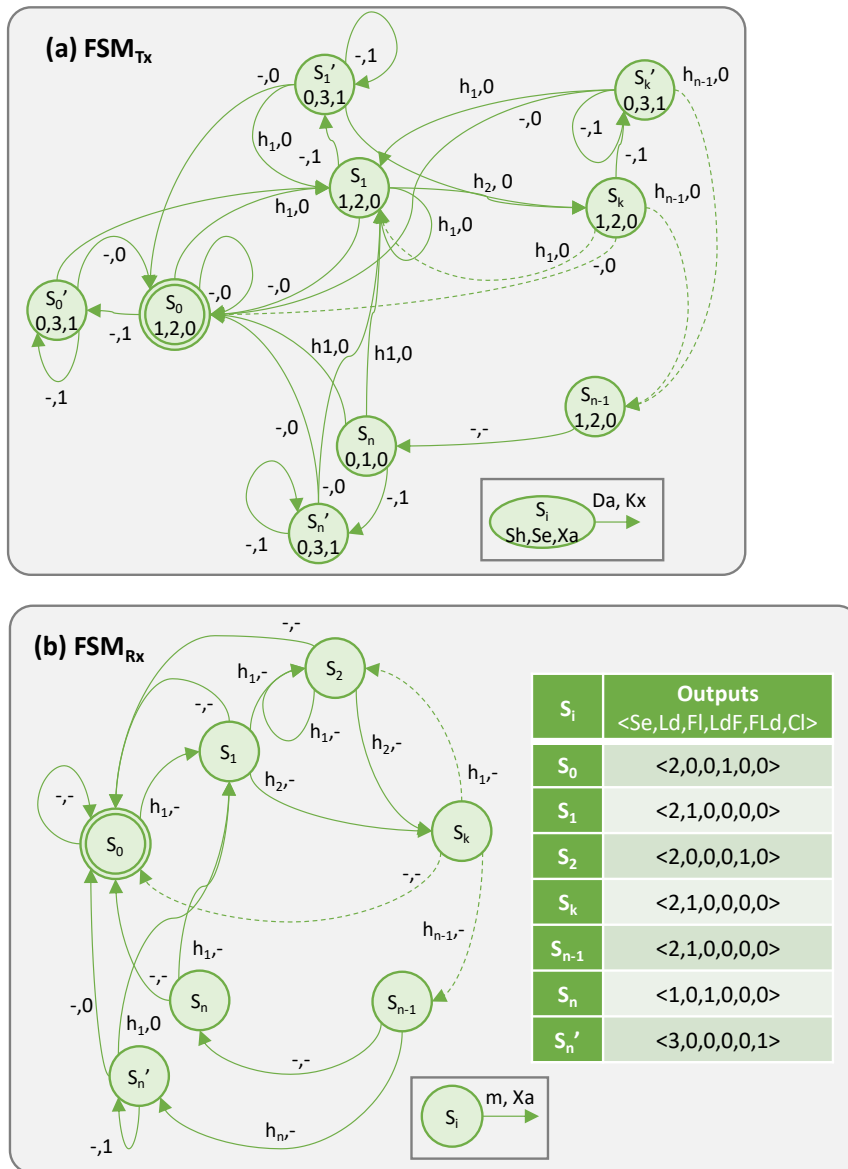 (a) FSMTx
S1'
0,3,1
-,1
-,0
h1,0
-,1
Sk'
0,3,1
hn-1,0
h1,0
-,0
-,1
-,1
S1
1,2,0
h2, 0
Sk
1,2,0
hn-1,0
h1,0
h1,0
h1,0
-,0
-,0
S0'
0,3,1
-,0
-,1
S0
1,2,0
-,0
-,1
h1,0
h1,0
Sn-1
1,2,0
-,-
Sn
0,1,0
-,0
-,0
-,1
Sn'
0,3,1
-,1
Si
Sh,Se,Xa
Da, Kx
(b) FSMRx
-,-
S2
h1,-
h1,-
-,-
S1
h2,-
h2,-
h1,-
-,-
h1,-
S0
Sk
-,-
hn-1,-
h1,-
-,-
Sn
Sn-1
-,0
h1,0
-,-
Sn'
-,1
hn,-
Si
m, Xa
Si Outputs
<Se,Ld,Fl,LdF,FLd,Cl>
S0 <2,0,0,1,0,0>
S1 <2,1,0,0,0,0>
S2 <2,0,0,0,1,0>
Sk <2,1,0,0,0,0>
Sn-1 <2,1,0,0,0,0>
Sn <1,0,1,0,0,0>
Sn' <3,0,0,0,0,1>